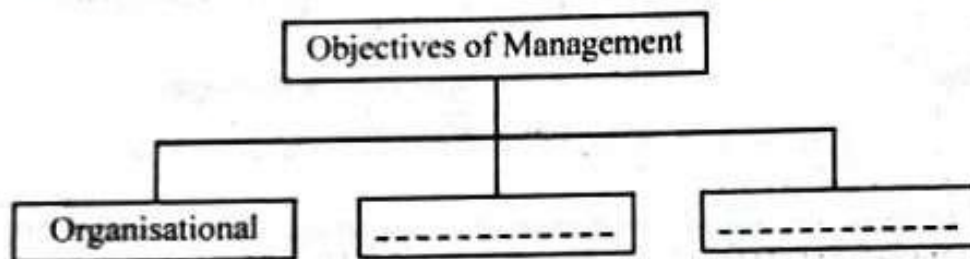 Objectives of Management
Organisational
------------ ------------